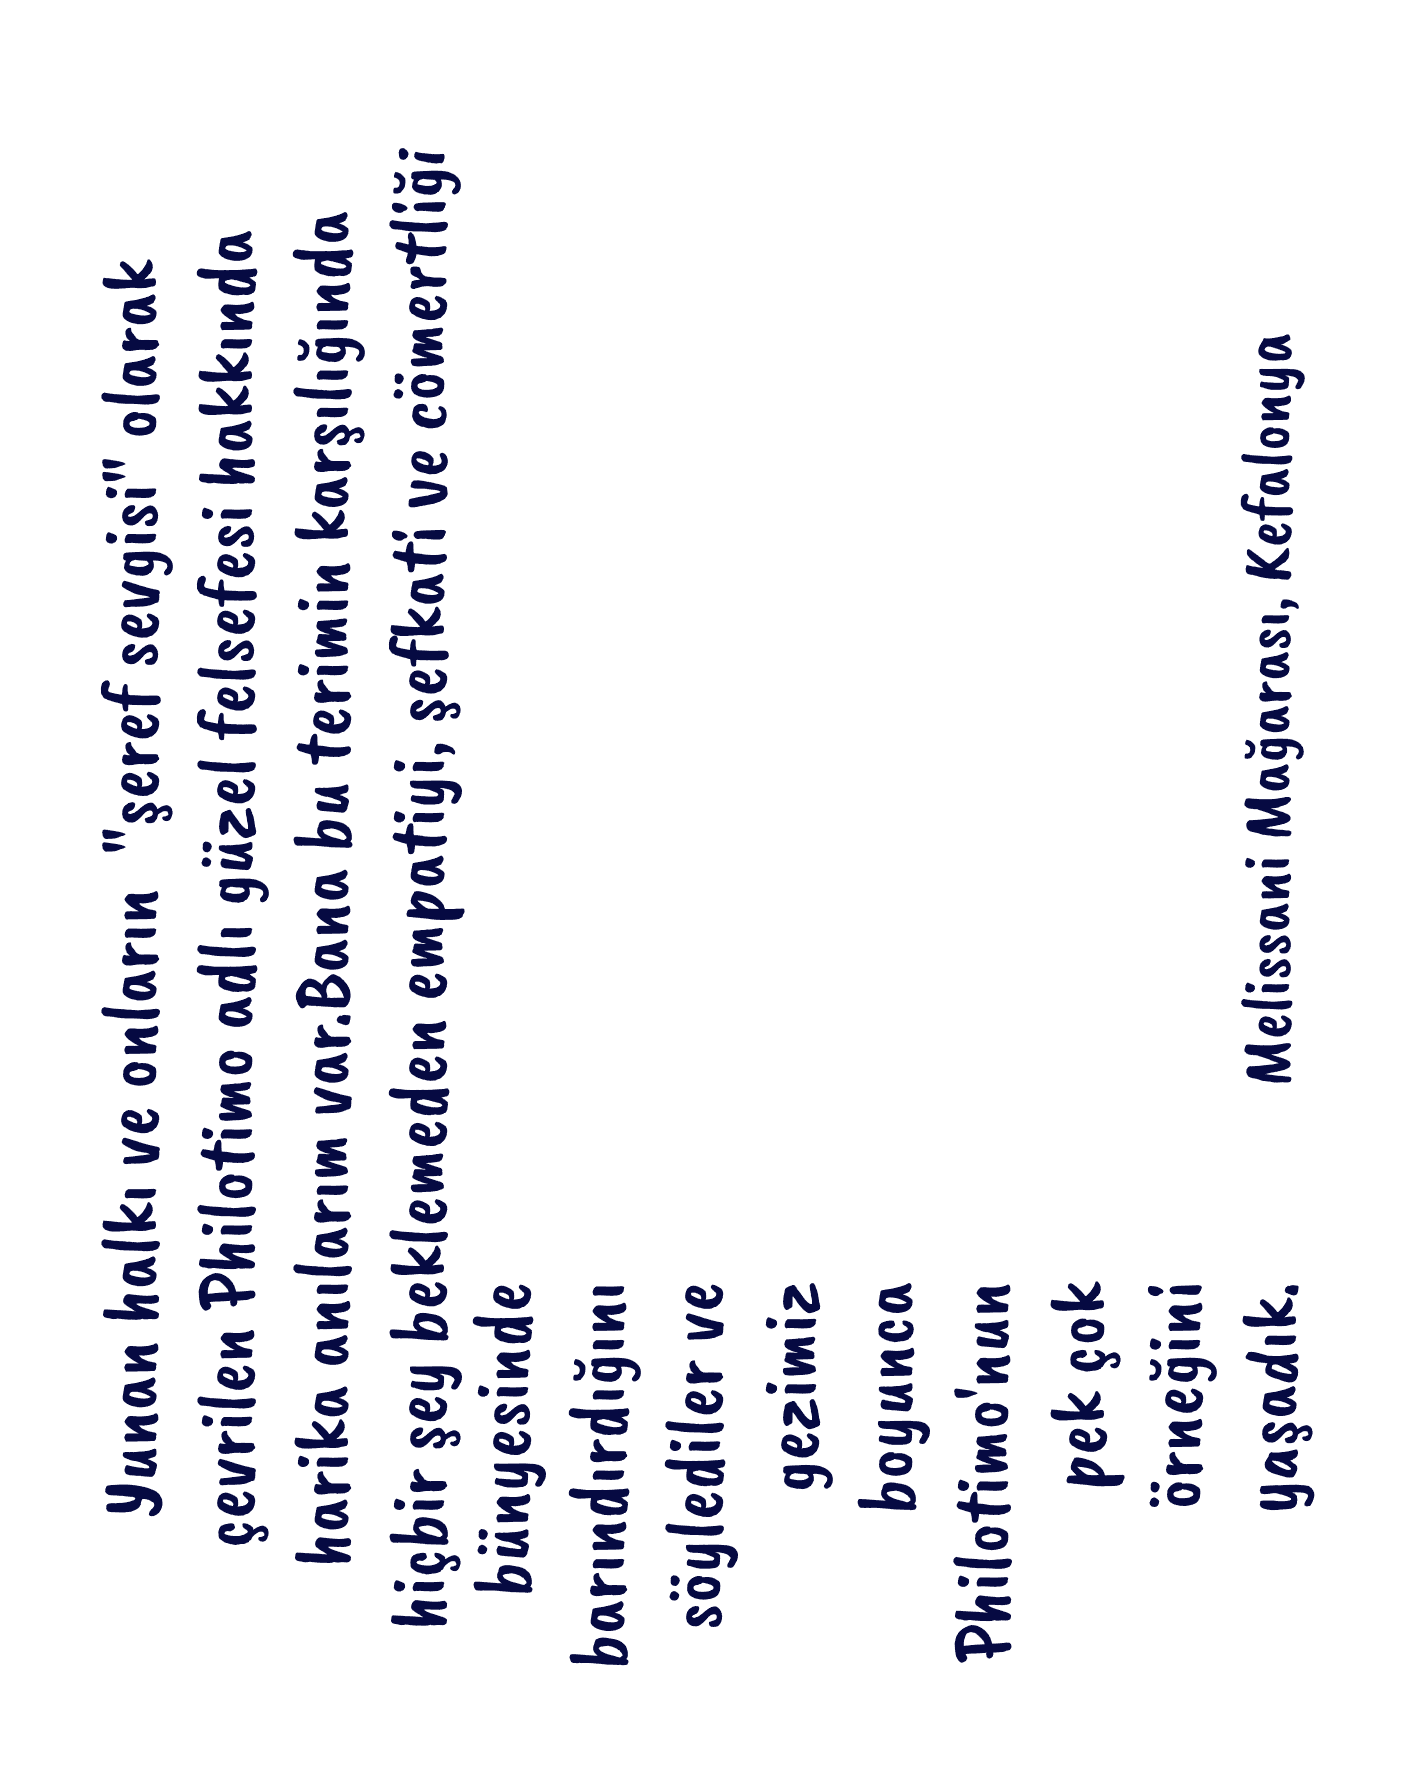 Yunan halkı ve onların "şeref sevgisi" olarak
çevrilen Philotimo adlı güzel felsefesi hakkında
harika anılarım var.Bana bu terimin karşılığında
hiçbir şey beklemeden empatiyi, şefkati ve cömertliği
bünyesinde
barındırdığını
söylediler ve
gezimiz
boyunca
Philotimo'nun
pek çok
örneğini
yaşadık.
Melissani Mağarası, Kefalonya